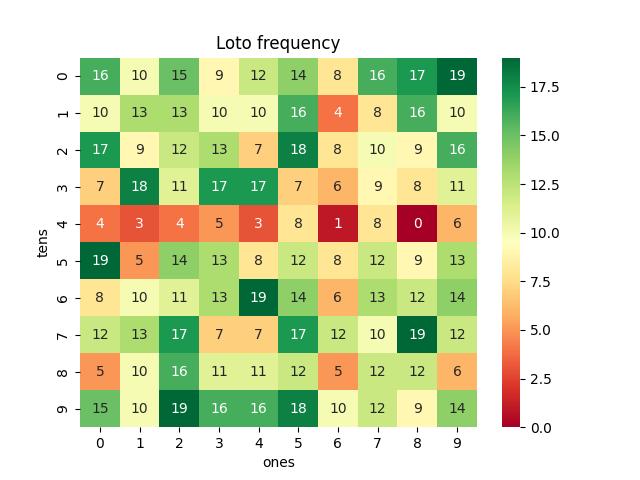 Loto frequency
0 16 10 15 9 12 14 8 16 17 19
1 10 13 13 10 10 16 4 8 16 10
2 17 9 12 13 7 18 8 10 9 16
3 7 18 11 17 17 7 6 9 8 11
4 4 3 4 5 3 8 1 8 0 6
5 19 5 14 13 8 12 8 12 9 13
6 8 10 11 13 19 14 6 13 12 14
7 12 13 17 7 7 17 12 10 19 12
8 5 10 16 11 11 12 5 12 12 6
9 15 10 19 16 16 18 10 12 9 14
0 1 2 3 4 5 6 7 8 9
tens
ones
17.5
15.0
12.5
10.0
7.5
5.0
2.5
0.0